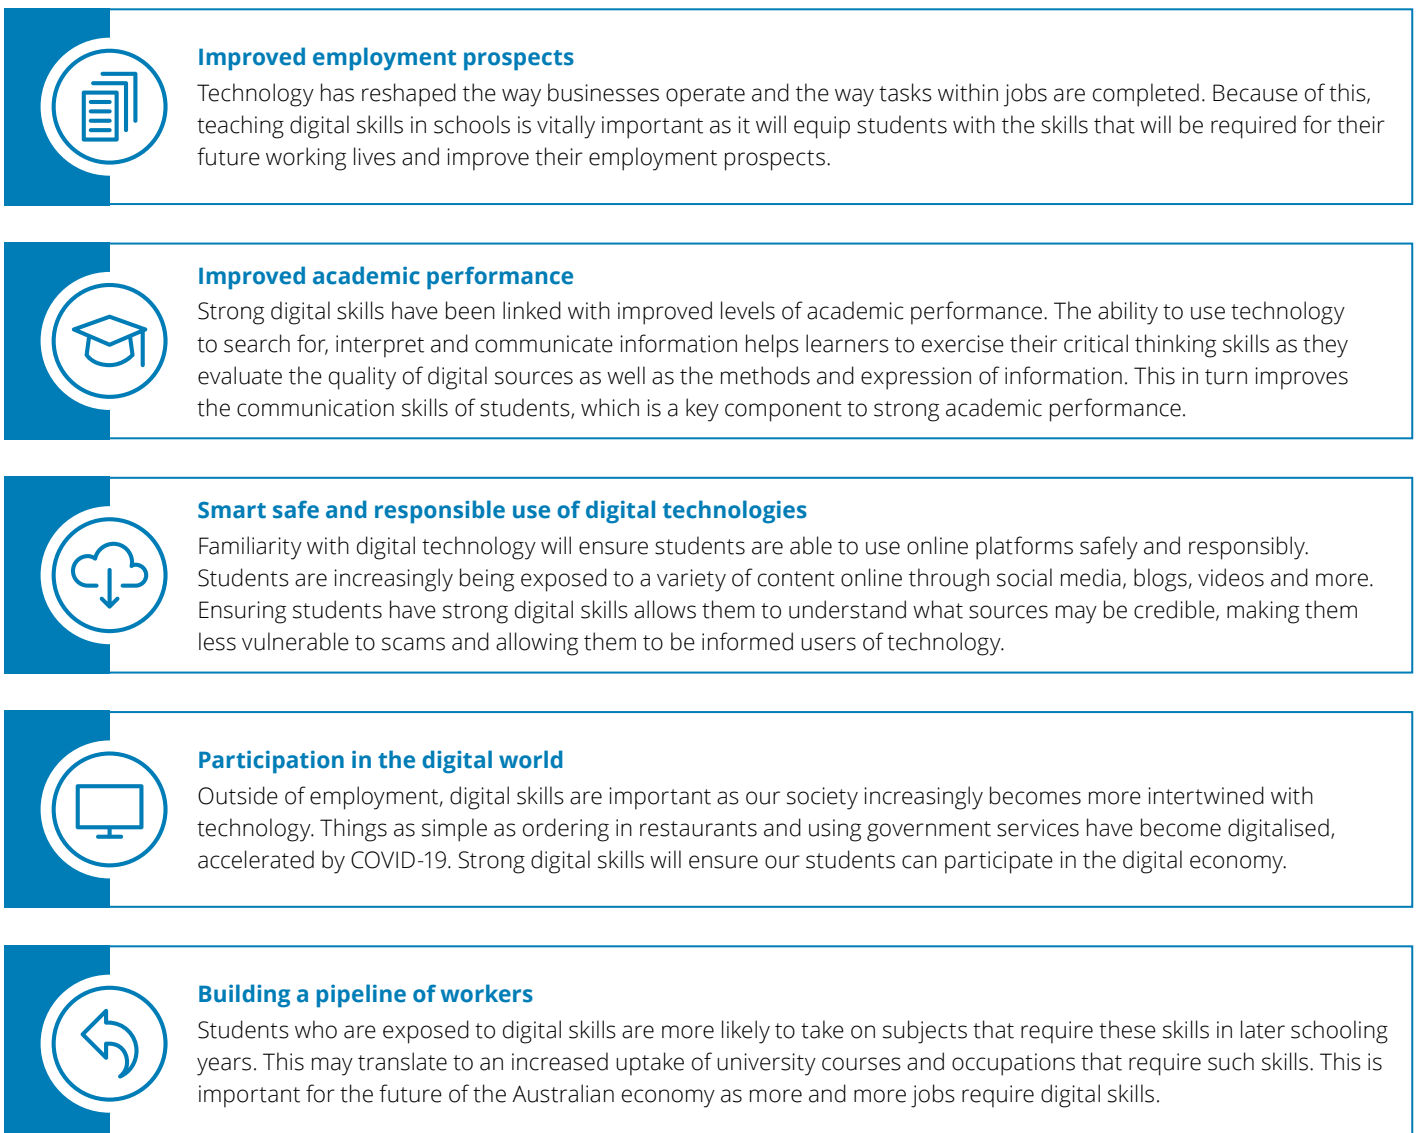 Improved employment prospects
Technology has reshaped the way businesses operate and the way tasks within jobs are completed. Because of this,
teaching digital skills in schools is vitally important as it will equip students with the skills that will be required for their
future working lives and improve their employment prospects.
Improved academic performance
Strong digital skills have been linked with improved levels of academic performance. The ability to use technology
to search for, interpret and communicate information helps learners to exercise their critical thinking skills as they
evaluate the quality of digital sources as well as the methods and expression of information. This in turn improves
the communication skills of students, which is a key component to strong academic performance.
Smart safe and responsible use of digital technologies
Familiarity with digital technology will ensure students are able to use online platforms safely and responsibly.
Students are increasingly being exposed to a variety of content online through social media, blogs, videos and more.
Ensuring students have strong digital skills allows them to understand what sources may be credible, making them
less vulnerable to scams and allowing them to be informed users of technology.
Participation in the digital world
Outside of employment, digital skills are important as our society increasingly becomes more intertwined with
technology. Things as simple as ordering in restaurants and using government services have become digitalised,
accelerated by COVID-19. Strong digital skills will ensure our students can participate in the digital economy.
Building a pipeline of workers
Students who are exposed to digital skills are more likely to take on subjects that require these skills in later schooling
years. This may translate to an increased uptake of university courses and occupations that require such skills. This is
important for the future of the Australian economy as more and more jobs require digital skills.